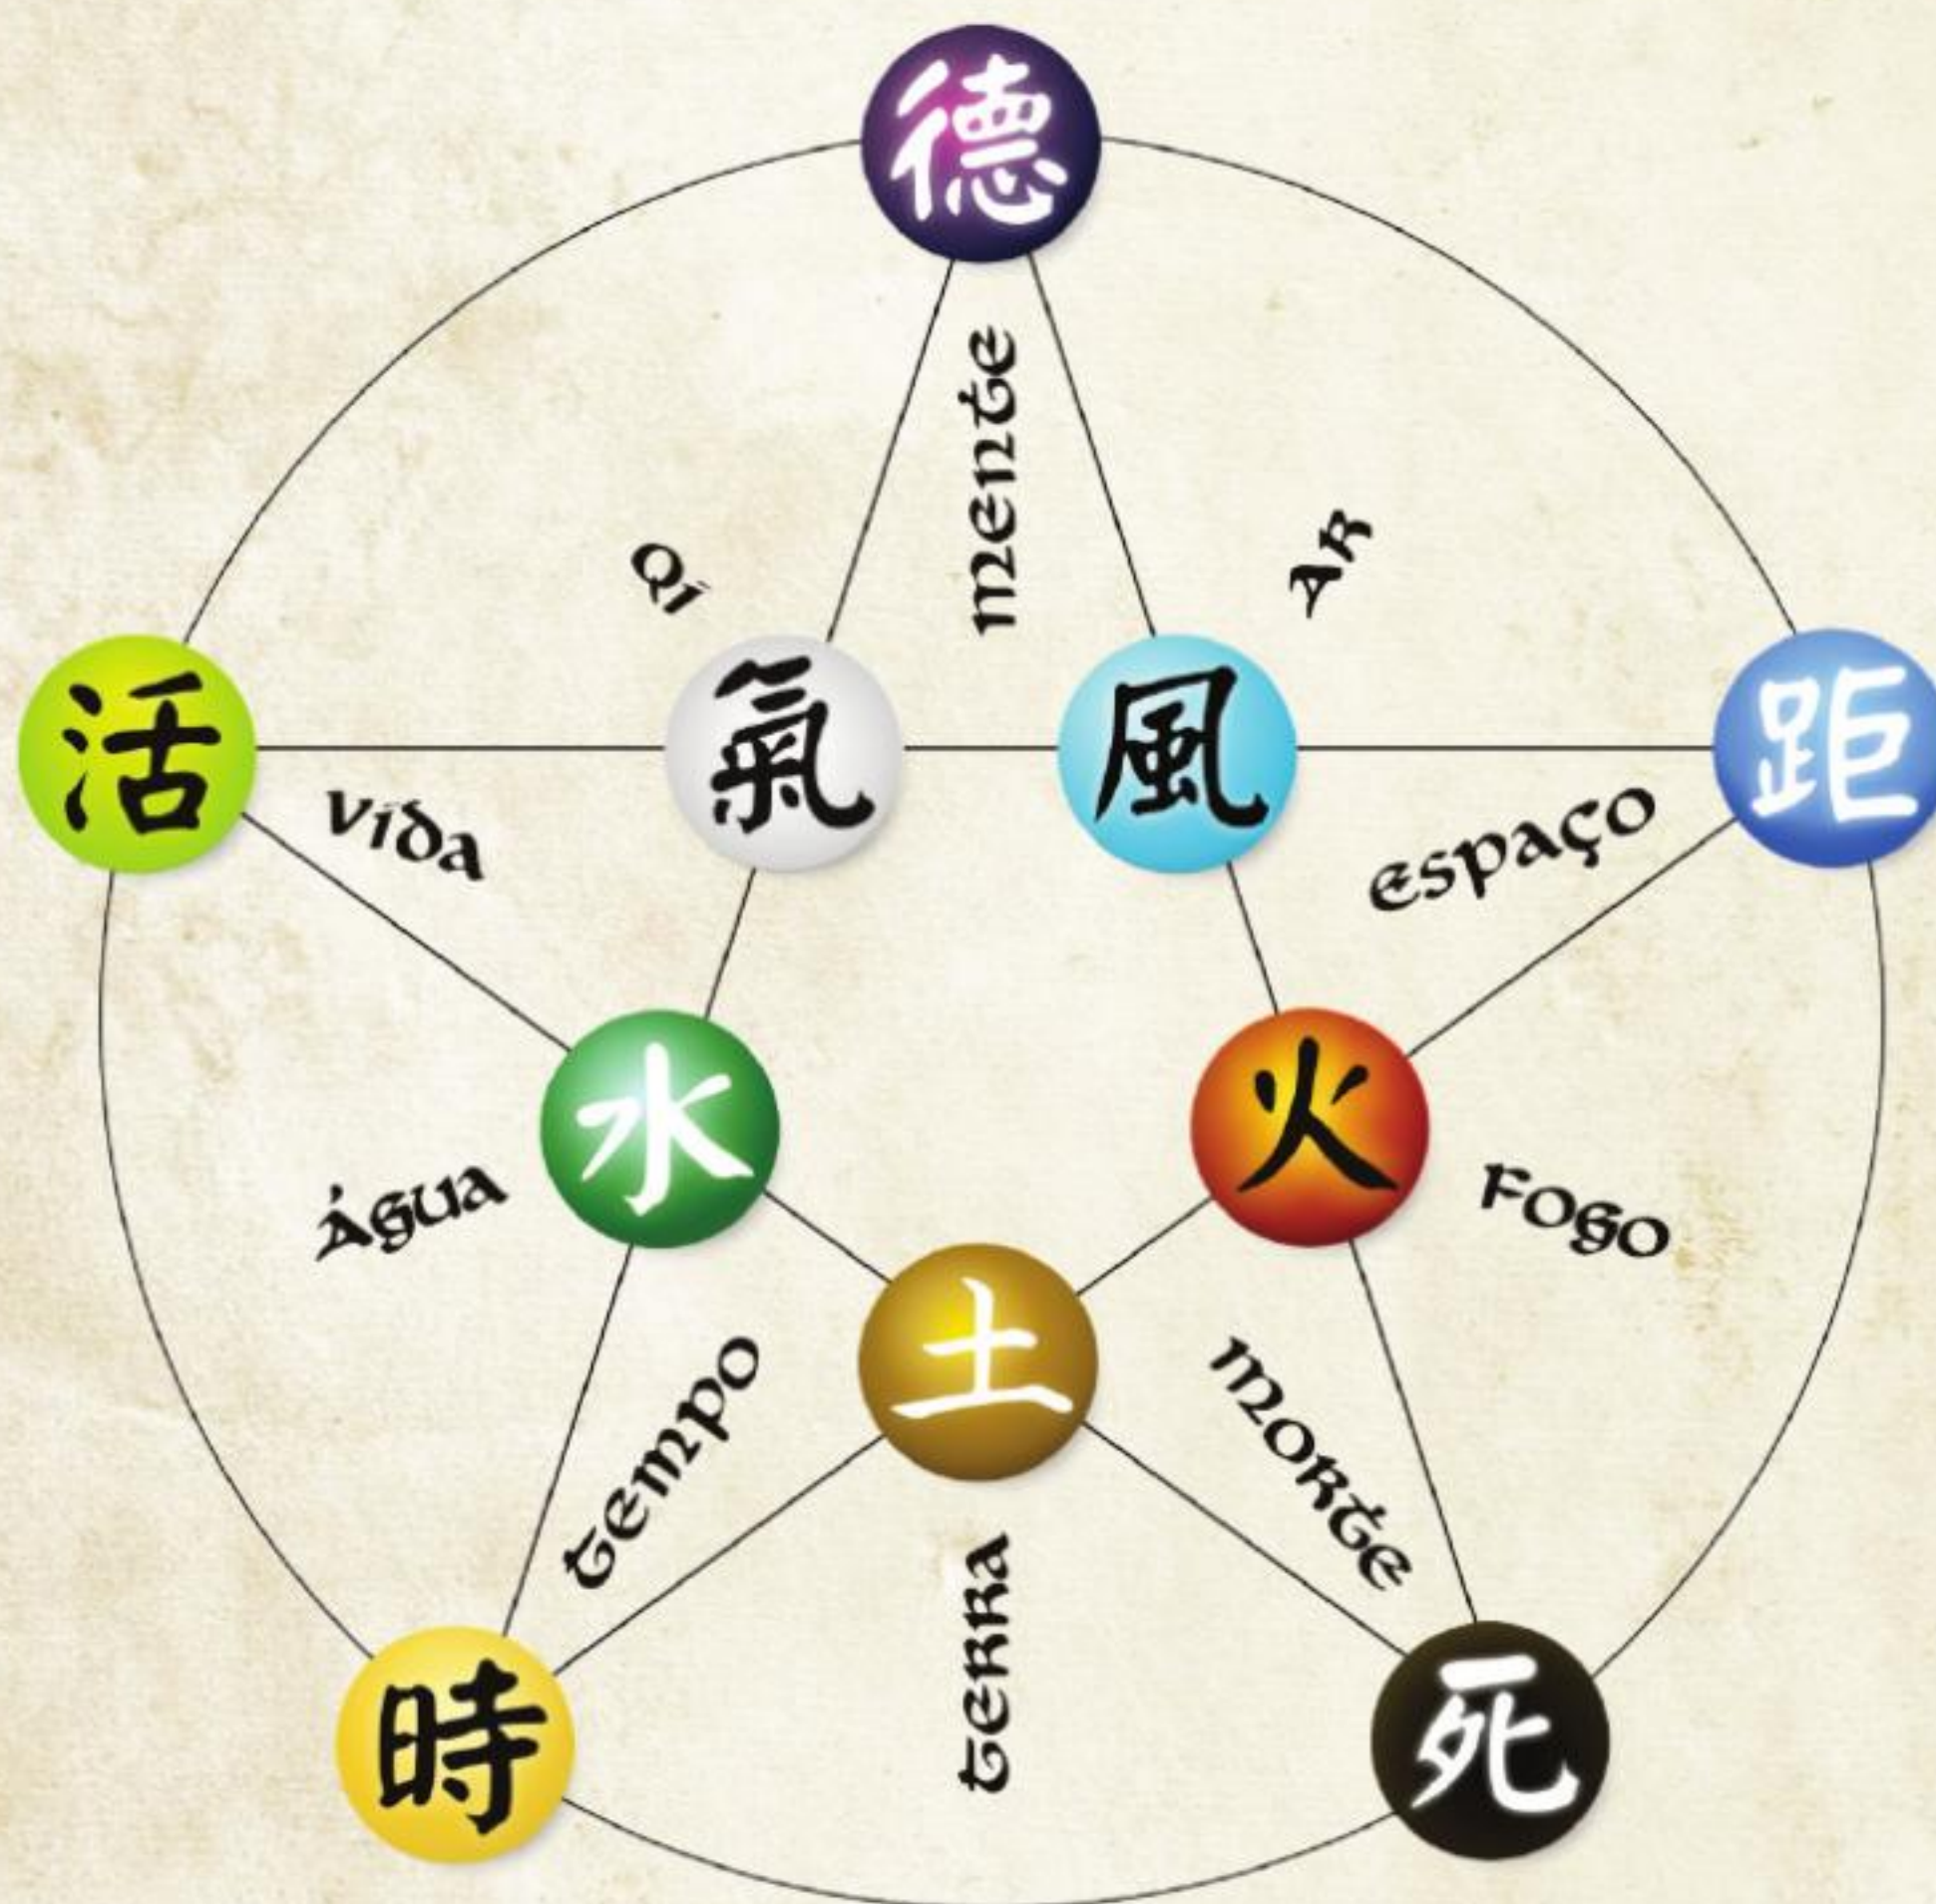 德
mente
Qi
Ar
活
氣
風
距
Vida
Espaço
水
火
Água
Fogo
土
Tempo
Morte
Terra
時
死